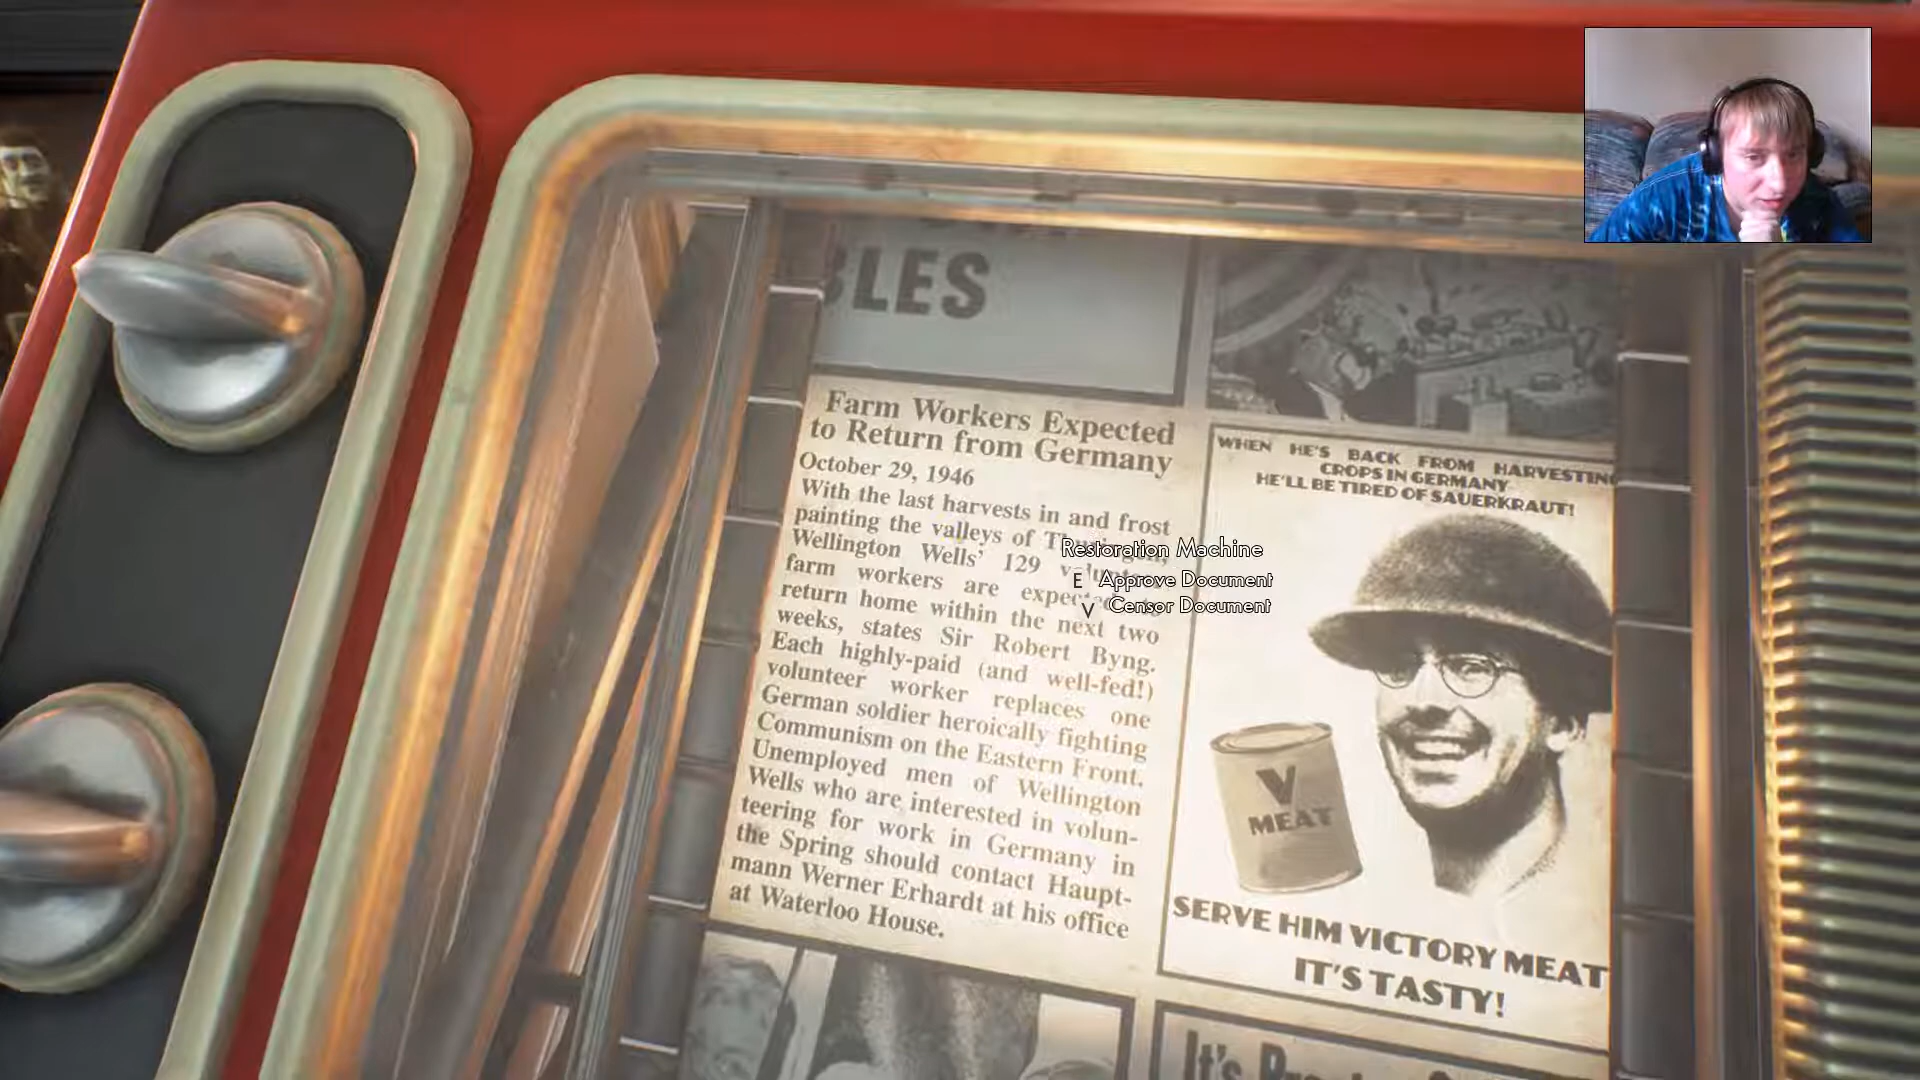 BLES
Farm Workers Expected
to Return from Germany
October 29, 1946
With the last harvests in and frost
painting the valleys of
Wellington Wells' 129
farm workers are
return home within the next two
weeks, states Sir Robert Byng.
Each highly-paid (and well-fed!)
volunteer worker replaces one
German soldier heroically fighting
Communism on the Eastern Front.
Unemployed men of Wellington
Wells who are interested in volun-
teering for work in Germany in
the Spring should contact Haupt-
mann Werner Erhardt at his office
at Waterloo House.
WHEN HE'S BACK FROM HARVESTING
CROPS IN GERMANY
HE'LL BE TIRED OF SAUERKRAUT!
V
MEAT
SERVE HIM VICTORY MEAT
IT'S TASTY!
It's
Restoration Machine
E Approve Document
V Censor Document